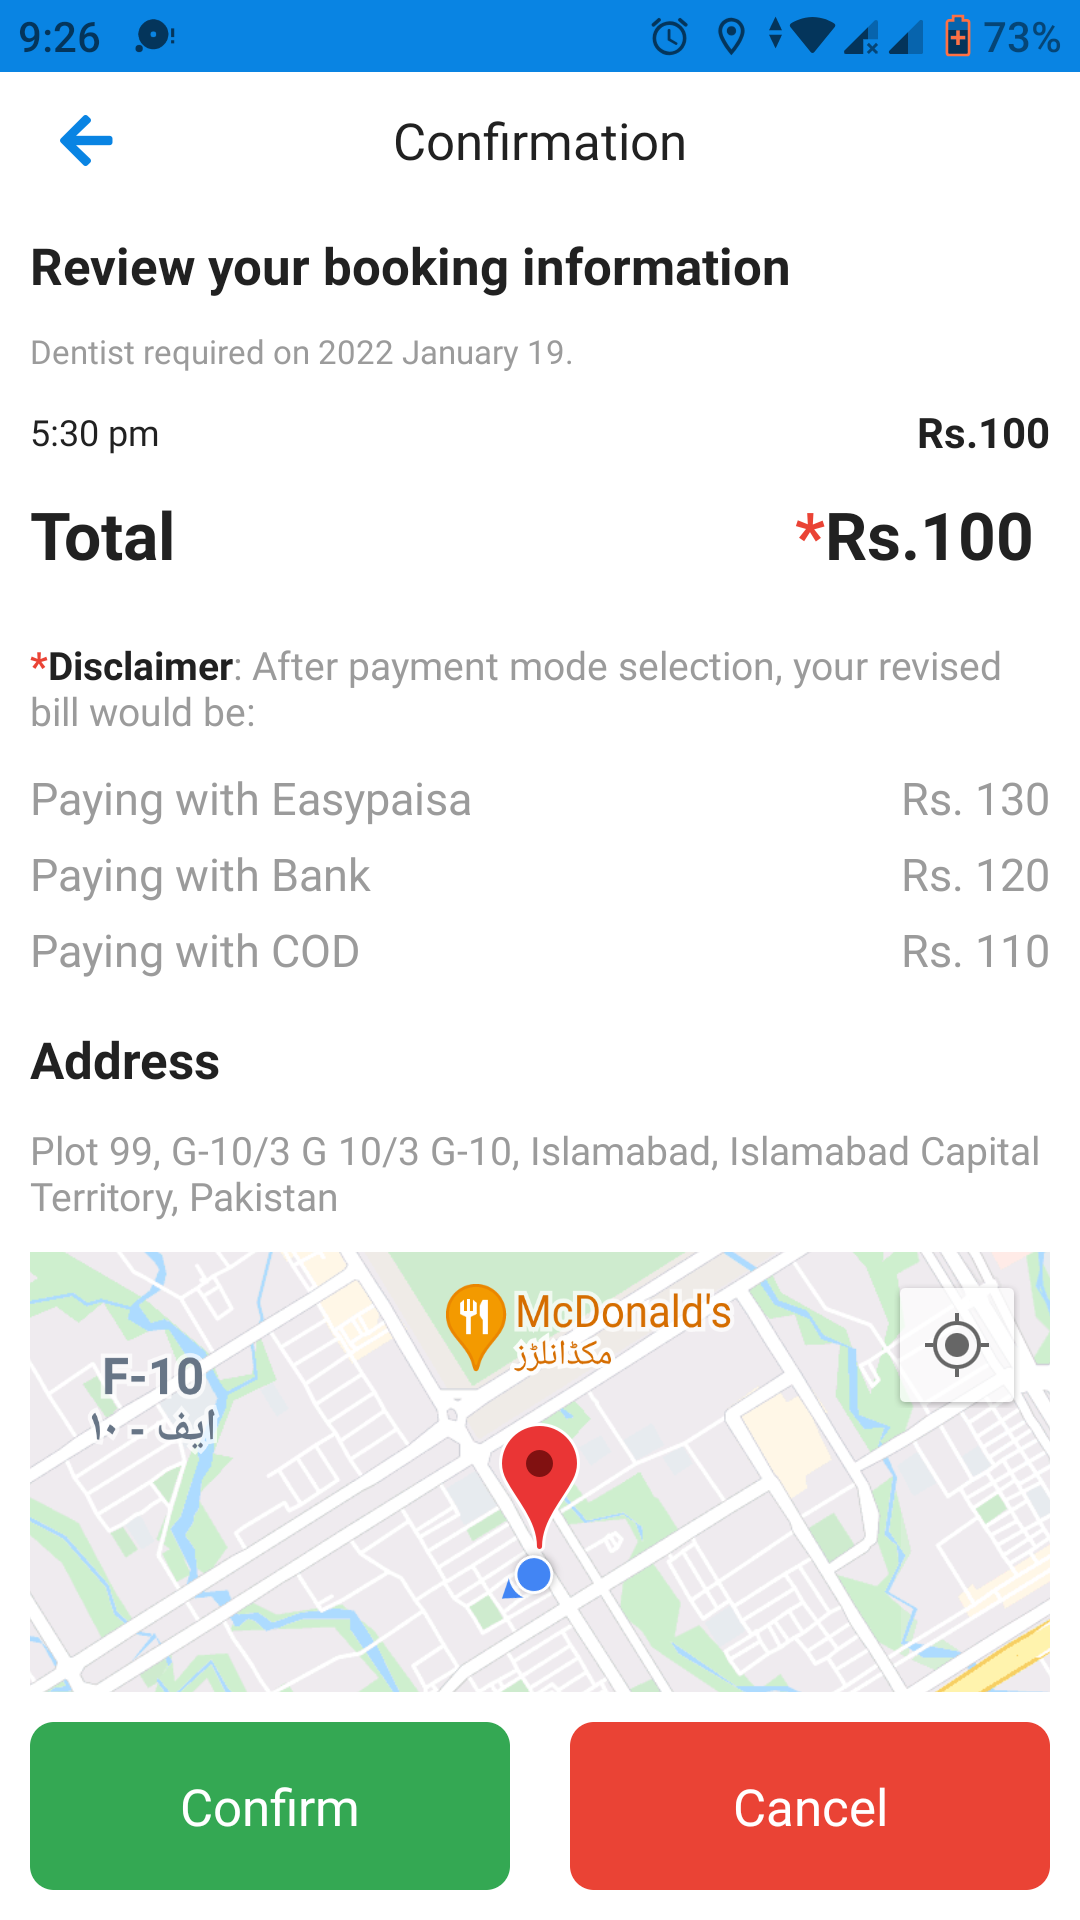 9:26
73%
Confirmation
Review your booking information
Dentist required on 2022 January 19.
5:30 pm Rs.100
Total *Rs.100
*Disclaimer: After payment mode selection, your revised
bill would be:
Paying with Easypaisa Rs. 130
Paying with Bank Rs. 120
Paying with COD Rs. 110
Address
Plot 99, G-10/3 G 10/3 G-10, Islamabad, Islamabad Capital
Territory, Pakistan
McDonald's
مکڈانلڑز
F-10
ایف - ۱۰
Confirm
Cancel